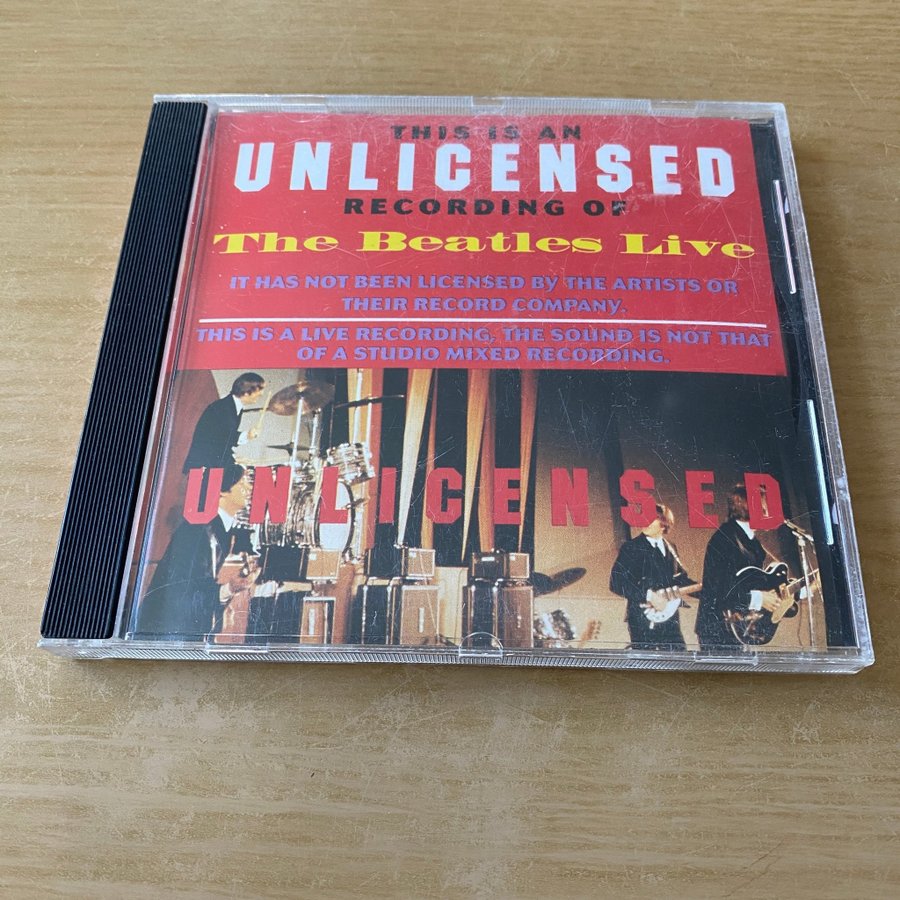 THIS IS AN
UNLICENSED
RECORDING OF
The Beatles Live
IT HAS NOT BEEN LICENSED BY THE ARTISTS OR
THEIR RECORD COMPANY.
THIS IS A LIVE RECORDING, THE SOUND IS NOT THAT
OF A STUDIO MIXED RECORDING.
UNLICENSED